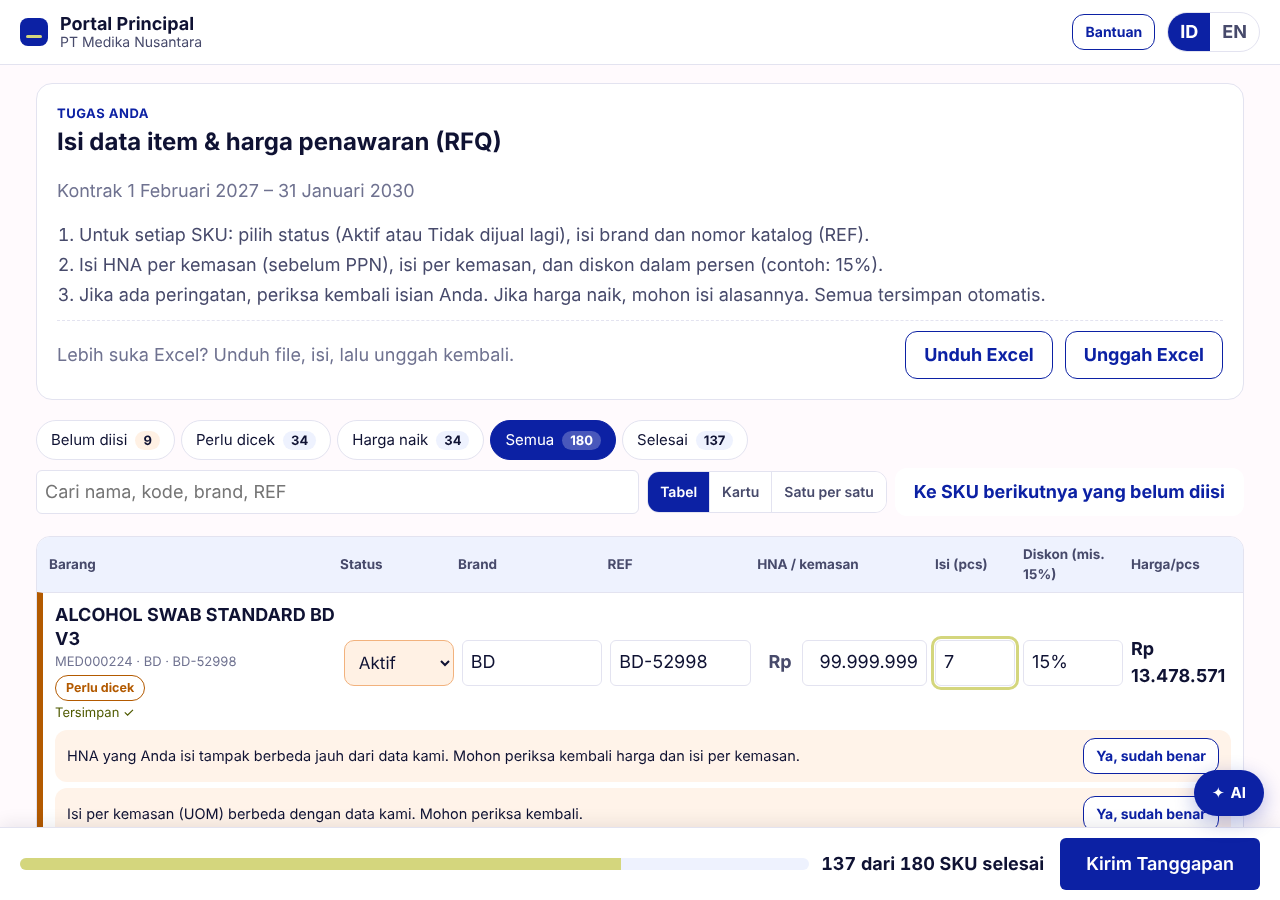 Portal Principal
PT Medika Nusantara
Bantuan
ID EN
TUGAS ANDA
Isi data item & harga penawaran (RFQ)
Kontrak 1 Februari 2027 – 31 Januari 2030
1. Untuk setiap SKU: pilih status (Aktif atau Tidak dijual lagi), isi brand dan nomor katalog (REF).
2. Isi HNA per kemasan (sebelum PPN), isi per kemasan, dan diskon dalam persen (contoh: 15%).
3. Jika ada peringatan, periksa kembali isian Anda. Jika harga naik, mohon isi alasannya. Semua tersimpan otomatis.
Lebih suka Excel? Unduh file, isi, lalu unggah kembali.
Unduh Excel
Unggah Excel
Belum diisi 9
Perlu dicek 34
Harga naik 34
Semua 180
Selesai 137
Cari nama, kode, brand, REF
Tabel
Kartu
Satu per satu
Ke SKU berikutnya yang belum diisi
Barang
Status
Brand
REF
HNA / kemasan
Isi (pcs)
Diskon (mis.
15%)
Harga/pcs
ALCOHOL SWAB STANDARD BD
V3
MED000224 · BD · BD-52998
Perlu dicek
Tersimpan ✓
Aktif
BD
BD-52998
Rp 99.999.999
7
15%
Rp
13.478.571
HNA yang Anda isi tampak berbeda jauh dari data kami. Mohon periksa kembali harga dan isi per kemasan.
Ya, sudah benar
Isi per kemasan (UOM) berbeda dengan data kami. Mohon periksa kembali.
Ya, sudah benar
✦ AI
137 dari 180 SKU selesai
Kirim Tanggapan